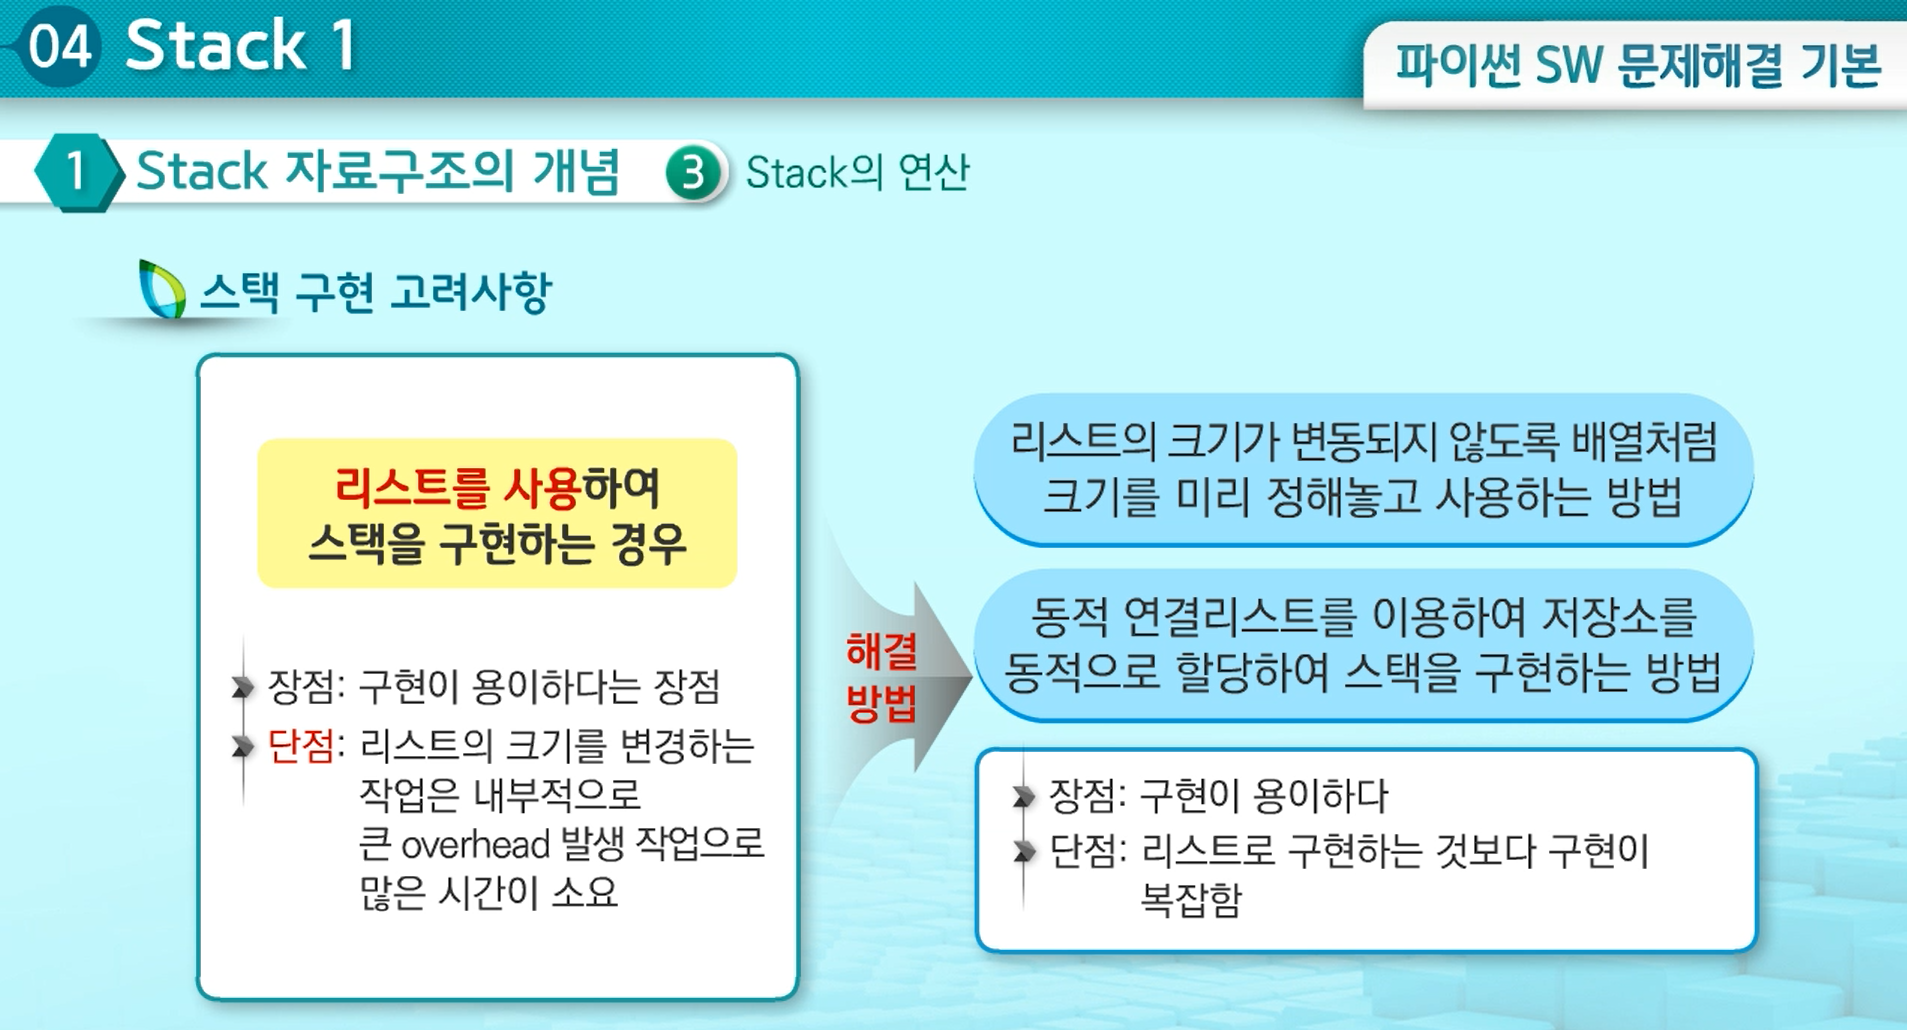 04 Stack 1
파이썬 SW 문제해결 기본
1 Stack 자료구조의 개념 3 Stack의 연산
스택 구현 고려사항
리스트를 사용하여
스택을 구현하는 경우
장점: 구현이 용이하다는 장점
단점: 리스트의 크기를 변경하는
작업은 내부적으로
큰 overhead 발생 작업으로
많은 시간이 소요
해결
방법
리스트의 크기가 변동되지 않도록 배열처럼
크기를 미리 정해놓고 사용하는 방법
동적 연결리스트를 이용하여 저장소를
동적으로 할당하여 스택을 구현하는 방법
장점: 구현이 용이하다
단점: 리스트로 구현하는 것보다 구현이
복잡함